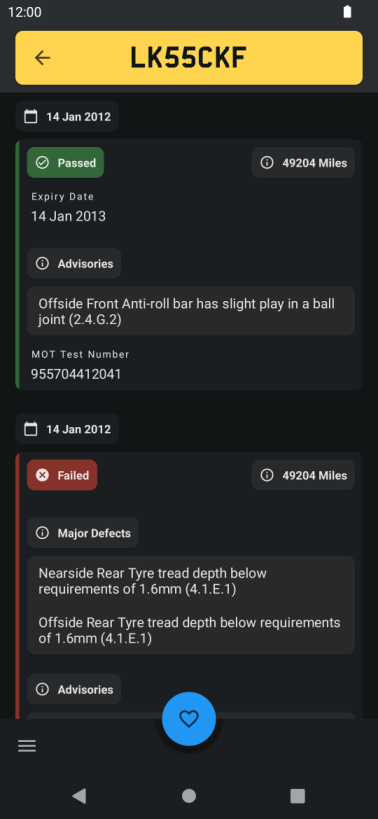 12:00
LK55CKF
14 Jan 2012
Passed
49204 Miles
Expiry Date
14 Jan 2013
Advisories
Offside Front Anti-roll bar has slight play in a ball
joint (2.4.G.2)
MOT Test Number
955704412041
14 Jan 2012
Failed
49204 Miles
Major Defects
Nearside Rear Tyre tread depth below
requirements of 1.6mm (4.1.E.1)
Offside Rear Tyre tread depth below requirements
of 1.6mm (4.1.E.1)
Advisories